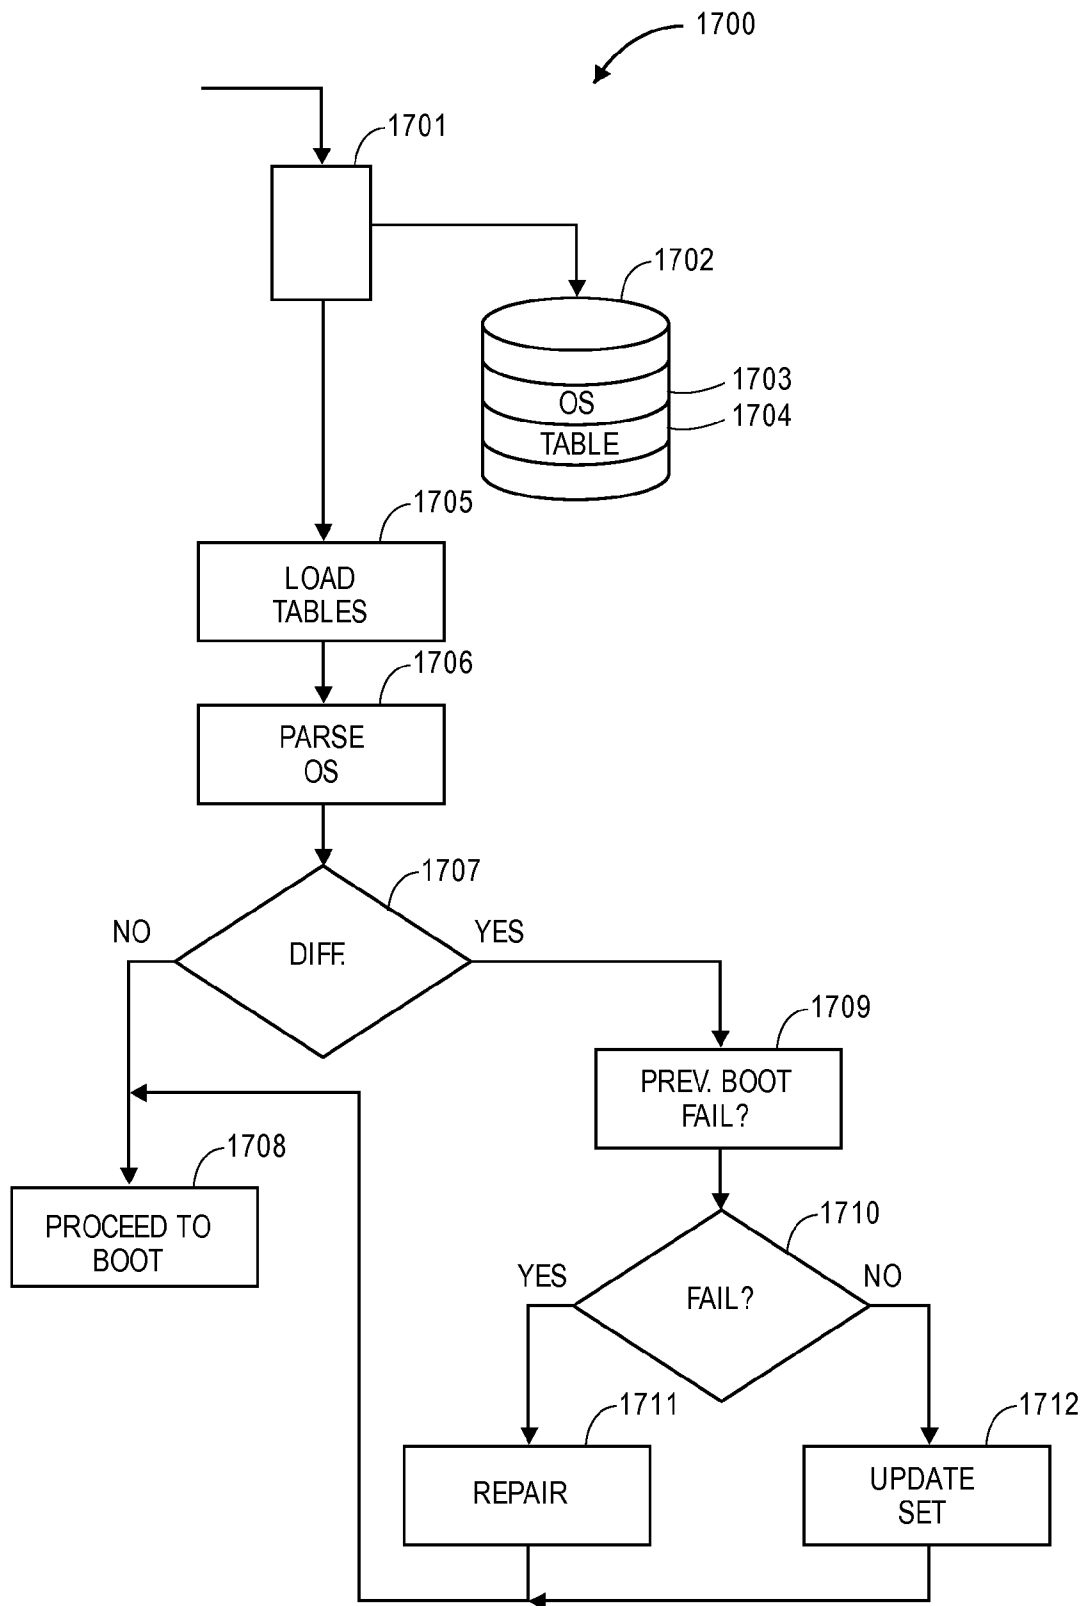 1700
1701
1702
1703
OS
1704
TABLE
1705
LOAD
TABLES
1706
PARSE
OS
1707
NO
YES
DIFF.
1709
PREV. BOOT
FAIL?
1708
PROCEED TO
BOOT
1710
YES
NO
FAIL?
1711
REPAIR
1712
UPDATE
SET